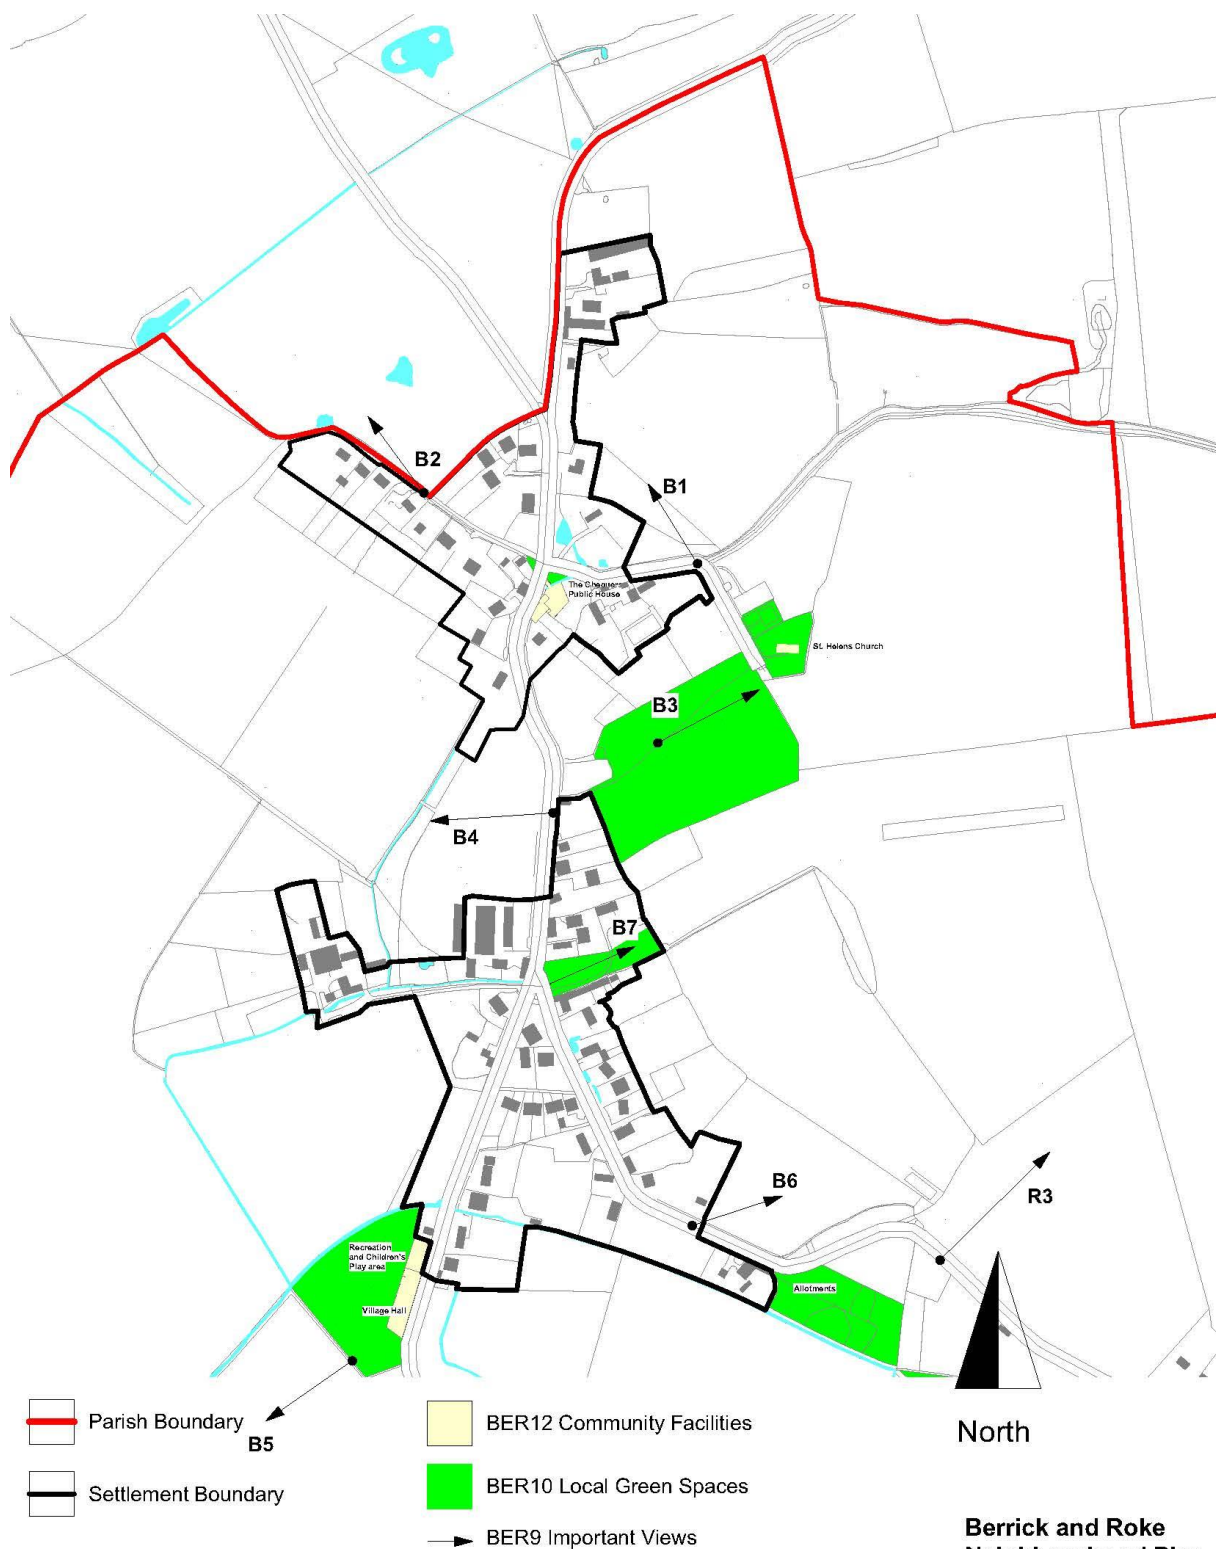 B2
B1
The Chequers
Public House
St. Helens Church
B3
B4
B7
B6
R3
Recreation
and Children's
Play area
Village Hall
Allotments
B5
Parish Boundary
Settlement Boundary
BER12 Community Facilities
BER10 Local Green Spaces
BER9 Important Views
North
Berrick and Roke